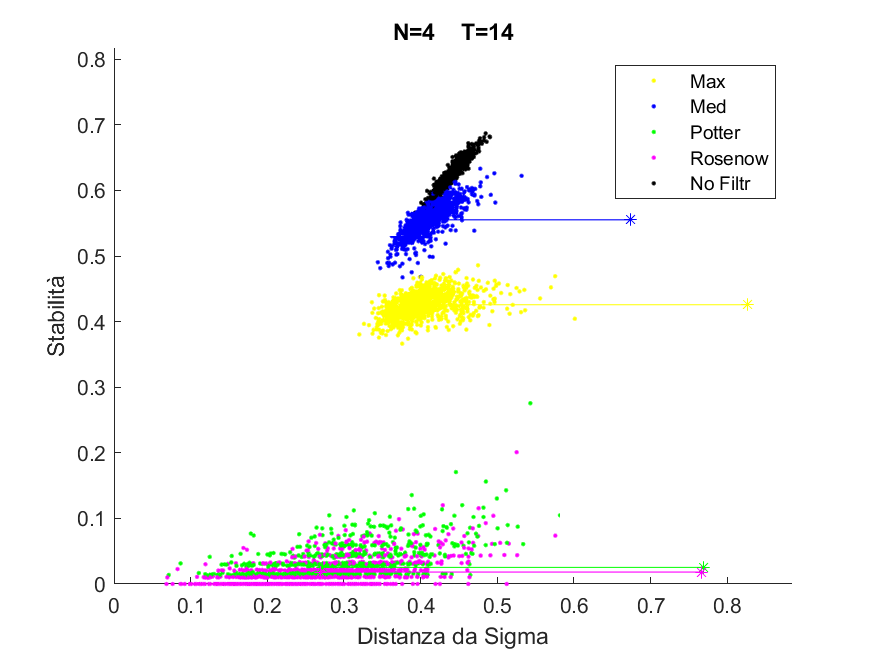 N=4 T=14
0.8
0.7
0.6
0.5
0.4
0.3
0.2
0.1
0
Stabilità
Max
Med
Potter
Rosenow
No Filtr
0 0.1 0.2 0.3 0.4 0.5 0.6 0.7 0.8
Distanza da Sigma